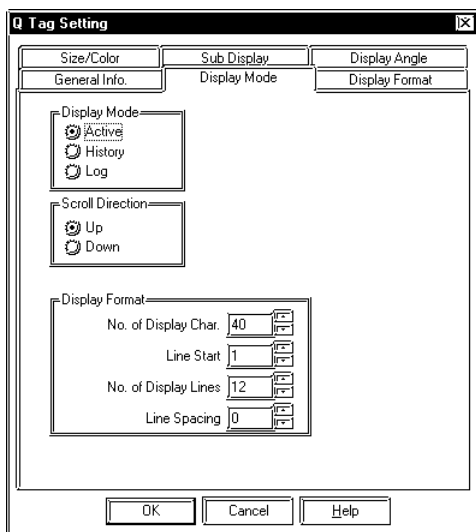 Q Tag Setting
Size/Color Sub Display Display Angle
General Info. Display Mode Display Format
Display Mode
Active
History
Log
Scroll Direction
Up
Down
Display Format
No. of Display Char. 40
Line Start 1
No. of Display Lines 12
Line Spacing 0
OK Cancel Help